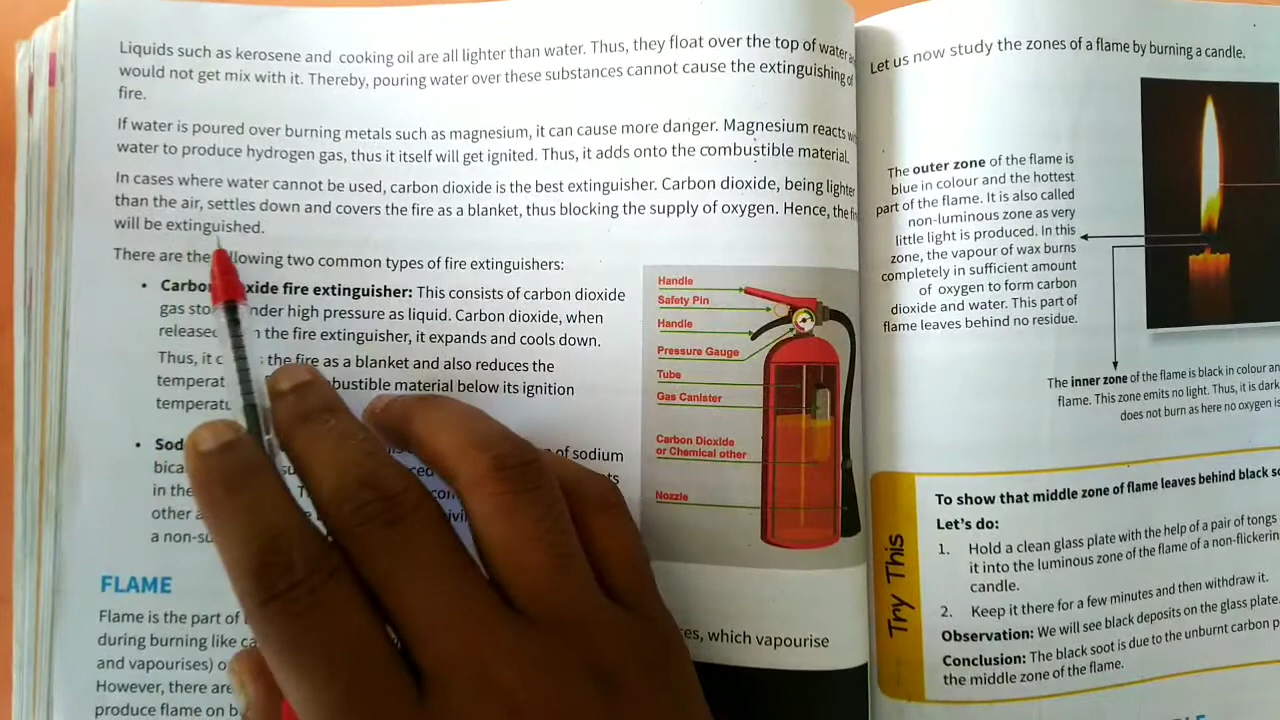 Liquids such as kerosene and cooking oil are all lighter than water. Thus, they float over the top of water
would not get mix with it. Thereby, pouring water over these substances cannot cause the extinguishing of
fire.
If water is poured over burning metals such as magnesium, it can cause more danger. Magnesium reacts
water to produce hydrogen gas, thus it itself will get ignited. Thus, it adds onto the combustible material.
In cases where water cannot be used, carbon dioxide is the best extinguisher. Carbon dioxide, being lighter
than the air, settles down and covers the fire as a blanket, thus blocking the supply of oxygen. Hence, the
will be extinguished.
There are the following two common types of fire extinguishers:
• Carbon dioxide fire extinguisher: This consists of carbon dioxide
gas under high pressure as liquid. Carbon dioxide, when
released the fire extinguisher, it expands and cools down.
Thus, it the fire as a blanket and also reduces the
combustible material below its ignition
•
of sodium
in the
other
FLAME
Flame is the part of
during burning like
and vapourises)
which vapourise
However, there are
produce flame on
Handle
Safety Pin
Handle
Pressure Gauge
Tube
Gas Canister
Carbon Dioxide
or Chemical other
Nozzle
Let us now study the zones of a flame by burning a candle.
The outer zone of the flame is
blue in colour and the hottest
part of the flame. It is also called
non-luminous zone as very
little light is produced. In this
zone, the vapour of wax burns
completely in sufficient amount
of oxygen to form carbon
dioxide and water. This part of
flame leaves behind no residue.
The inner zone of the flame is black in colour
flame. This zone emits no light. Thus, it is dark
does not burn as here no oxygen is
Try This
To show that middle zone of flame leaves behind black
Let's do:
1. Hold a clean glass plate with the help of a pair of tongs
it into the luminous zone of the flame of a non-flickering
candle.
2. Keep it there for a few minutes and then withdraw it.
Observation: We will see black deposits on the glass plate.
Conclusion: The black soot is due to the unburnt carbon
the middle zone of the flame.